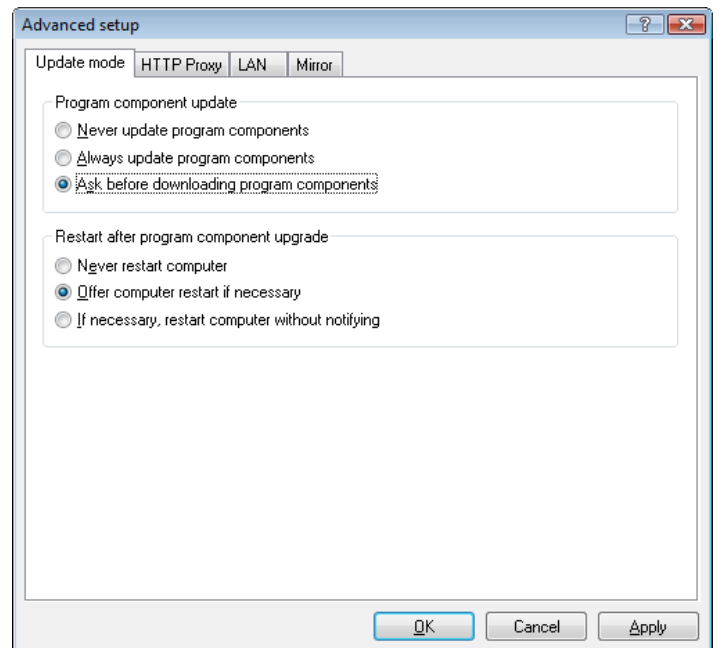 Advanced setup
Update mode HTTP Proxy LAN Mirror
Program component update
Never update program components
Always update program components
Ask before downloading program components
Restart after program component upgrade
Never restart computer
Offer computer restart if necessary
If necessary, restart computer without notifying
OK Cancel Apply